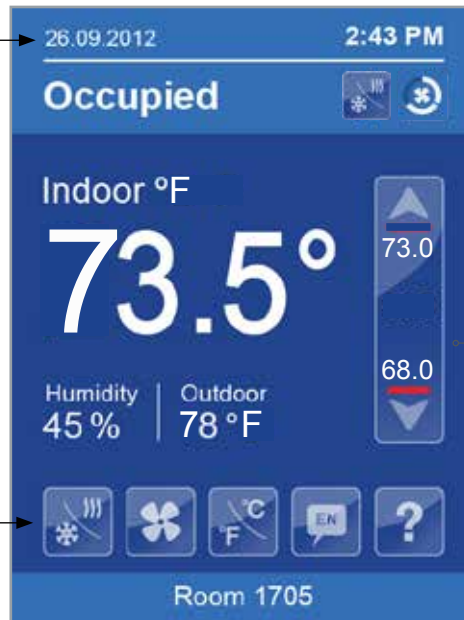 26.09.2012 2:43 PM
Occupied
Indoor °F
73.5°
73.0
68.0
Humidity Outdoor
45 % 78 °F
°F °C EN ?
Room 1705